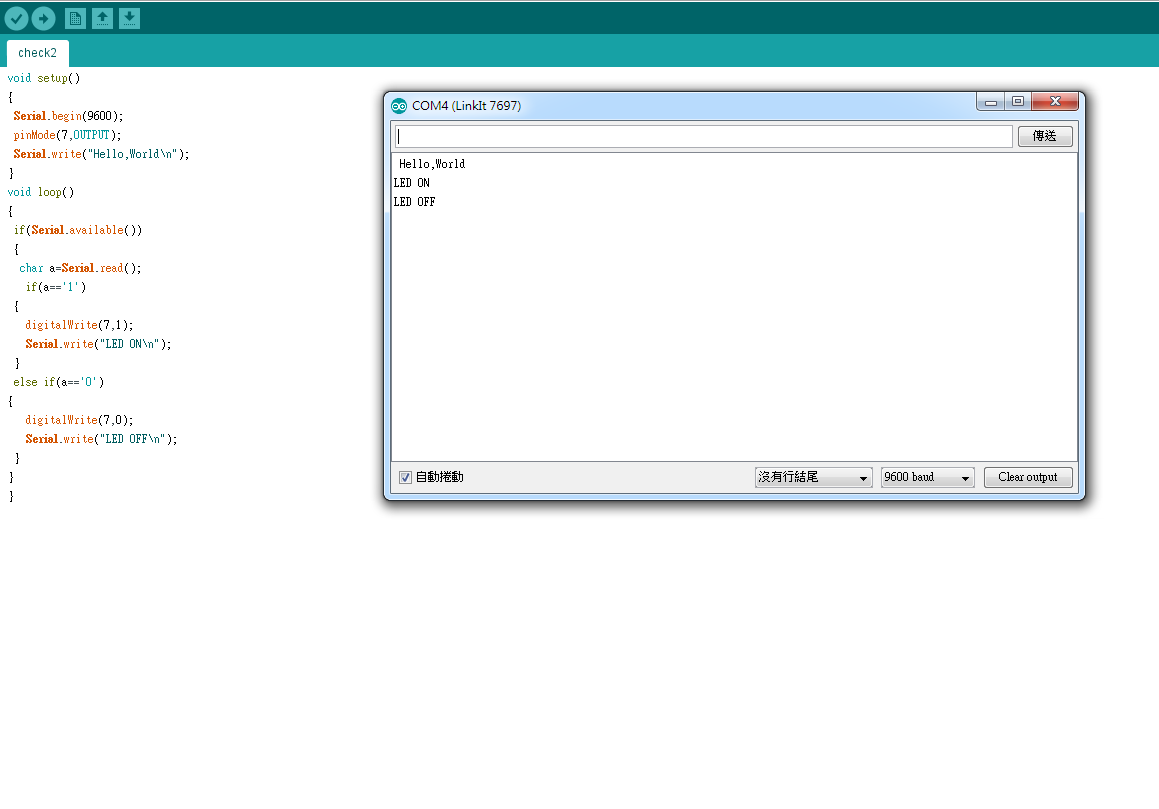 check2
void setup()
{
Serial.begin(9600);
pinMode(7,OUTPUT);
Serial.write("Hello,World\n");
}
void loop()
{
if(Serial.available())
{
char a=Serial.read();
if(a=='1')
{
digitalWrite(7,1);
Serial.write("LED ON\n");
}
else if(a=='0')
{
digitalWrite(7,0);
Serial.write("LED OFF\n");
}
}
}
COM4 (LinkIt 7697)
傳送
Hello,World
LED ON
LED OFF
自動捲動
沒有行結尾
9600 baud
Clear output